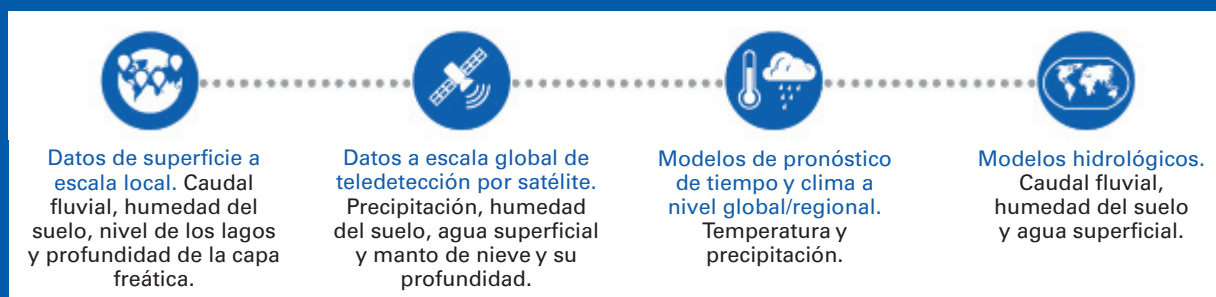 Datos de superficie a
escala local. Caudal
fluvial, humedad del
suelo, nivel de los lagos
y profundidad de la capa
freática.
Datos a escala global de
teledetección por satélite.
Precipitación, humedad
del suelo, agua superficial
y manto de nieve y su
profundidad.
Modelos de pronóstico
de tiempo y clima a
nivel global/regional.
Temperatura y
precipitación.
Modelos hidrológicos.
Caudal fluvial,
humedad del suelo
y agua superficial.